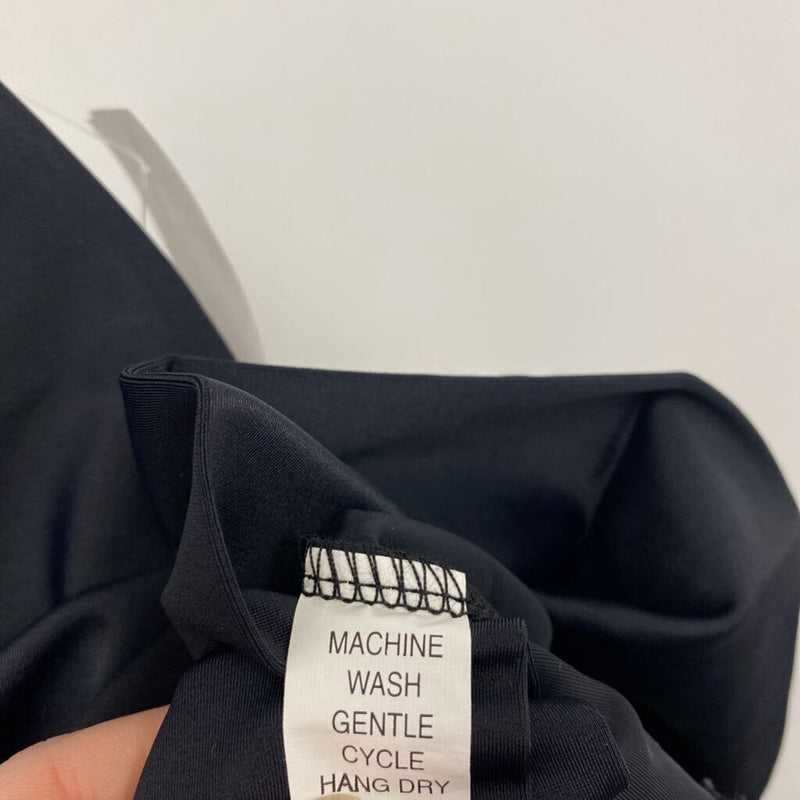 MACHINE
WASH
GENTLE
CYCLE
HANG DRY